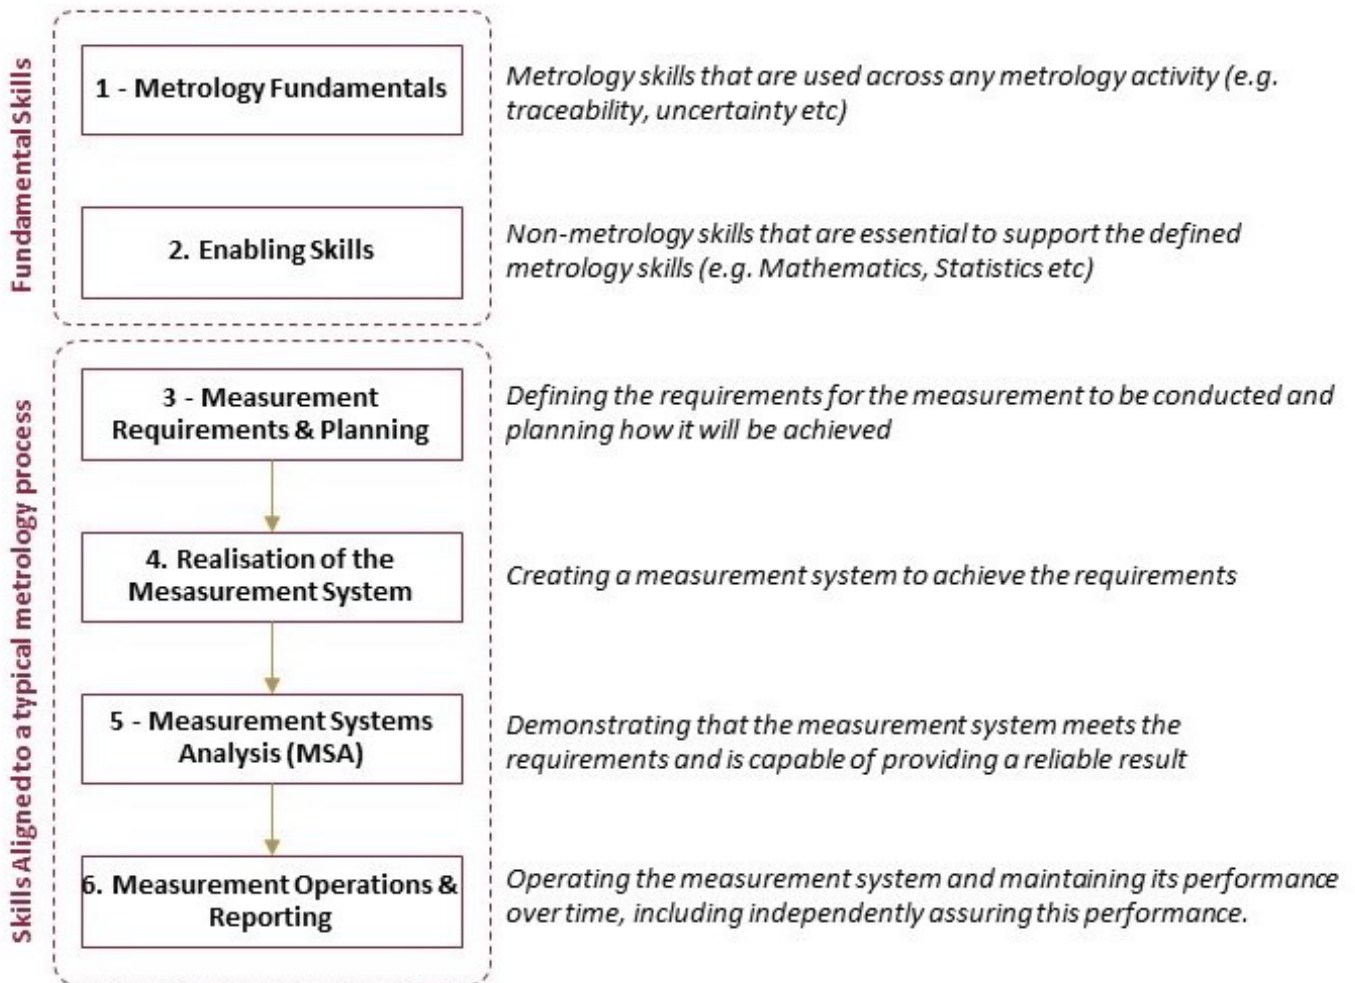 Fundamental Skills
1 - Metrology Fundamentals
Metrology skills that are used across any metrology activity (e.g.
traceability, uncertainty etc)
2. Enabling Skills
Non-metrology skills that are essential to support the defined
metrology skills (e.g. Mathematics, Statistics etc)
Skills Aligned to a typical metrology process
3 - Measurement
Requirements & Planning
Defining the requirements for the measurement to be conducted and
planning how it will be achieved
4. Realisation of the
Mesasurement System
Creating a measurement system to achieve the requirements
5 - Measurement Systems
Analysis (MSA)
Demonstrating that the measurement system meets the
requirements and is capable of providing a reliable result
6. Measurement Operations &
Reporting
Operating the measurement system and maintaining its performance
over time, including independently assuring this performance.